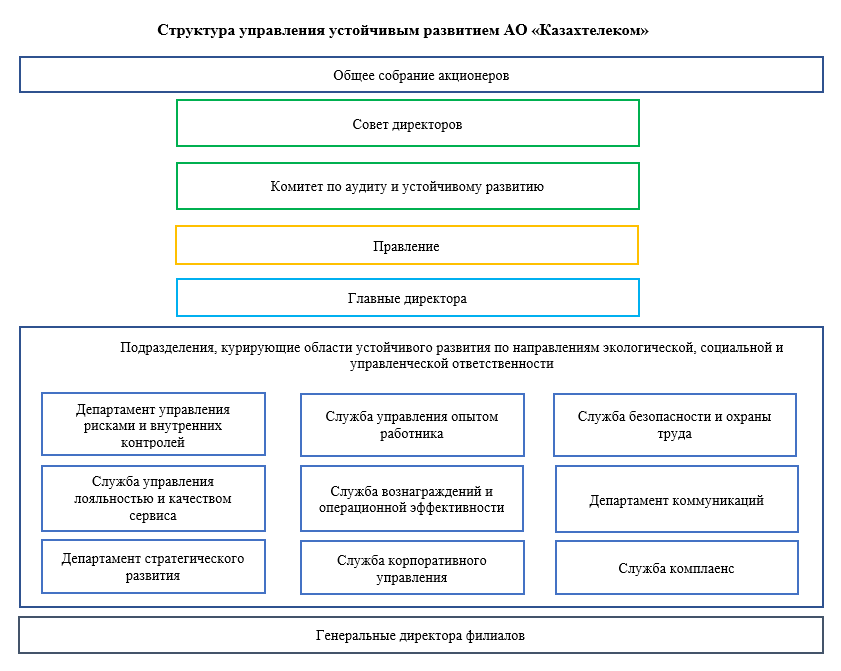 Структура управления устойчивым развитием АО «Казахтелеком»
Общее собрание акционеров
Совет директоров
Комитет по аудиту и устойчивому развитию
Правление
Главные директора
Подразделения, курирующие области устойчивого развития по направлениям экологической, социальной и
управленческой ответственности
Департамент управления
рисками и внутренних
контролей
Служба управления опытом
работника
Служба безопасности и охраны
труда
Служба управления
лояльностью и качеством
сервиса
Служба вознаграждений и
операционной эффективности
Департамент коммуникаций
Департамент стратегического
развития
Служба корпоративного
управления
Служба комплаенс
Генеральные директора филиалов